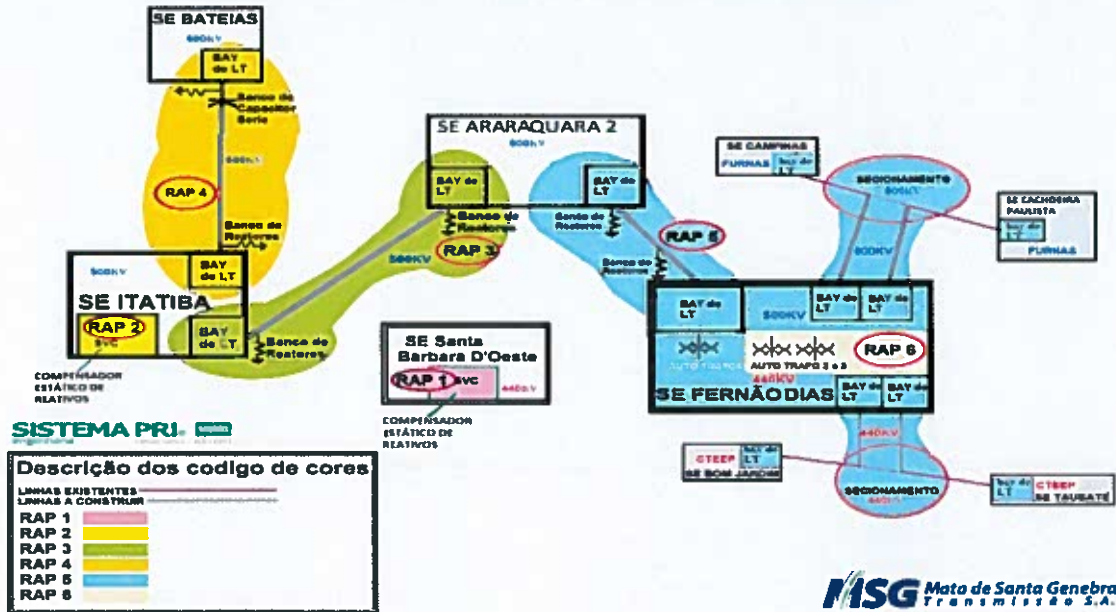 SE BATEIAS
500kV
BAY
de LT
Banco de
Capacitor
Serie
500kV
RAP 4
Banco de
Reatores
500kV
BAY
de LT
SE ITATIBA
RAP 2
SVC
BAY
de LT
Banco de
Reatores
COMPENSADOR
ESTÁTICO DE
REATIVOS
SE ARARAQUARA 2
500kV
BAY de
LT
Banco de
Reatores
RAP 3
500KV
BAY de
LT
Banco de
Reatores
RAP 5
Banco de
Reatores
SE Santa
Barbara D'Oeste
RAP 1
SVC
440kV
COMPENSADOR
ESTÁTICO DE
REATIVOS
SE CAMPINAS
FURNAS
bay de
LT
SECIONAMENTO
500KV
SE CACHOEIRA
PAULISTA
bay de
LT
FURNAS
500KV
BAY de
LT
500KV
BAY de
LT
BAY de
LT
AUTO TRAFO 2 e 3
RAP 6
440KV
SE FERNÃO DIAS
BAY de
LT
BAY de
LT
440KV
CTEEP
bay de
LT
SE BOM JARDIM
SECIONAMENTO
440KV
bay de
LT
CTEEP
SE TAUBATÉ
SISTEMA PRI
engenharia
Descrição dos codigo de cores
LINHAS EXISTENTES
LINHAS A CONSTRUIR
RAP 1
RAP 2
RAP 3
RAP 4
RAP 5
RAP 6
MSG Mata de Santa Genebra
Transmissão S.A.